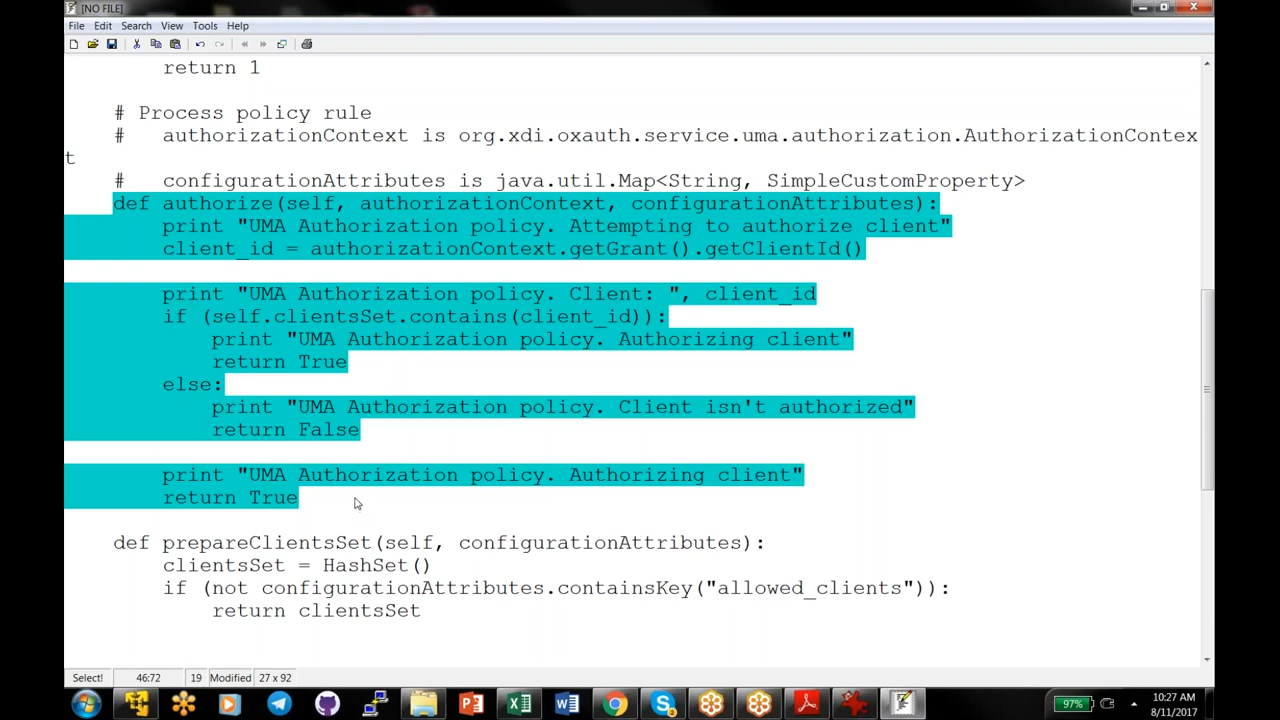 [NO FILE]
File Edit Search View Tools Help
return 1
# Process policy rule
#   authorizationContext is org.xdi.oxauth.service.uma.authorization.AuthorizationContex
t
#   configurationAttributes is java.util.Map<String, SimpleCustomProperty>
def authorize(self, authorizationContext, configurationAttributes):
print "UMA Authorization policy. Attempting to authorize client"
client_id = authorizationContext.getGrant().getClientId()
print "UMA Authorization policy. Client: ", client_id
if (self.clientsSet.contains(client_id)):
print "UMA Authorization policy. Authorizing client"
return True
else:
print "UMA Authorization policy. Client isn't authorized"
return False
print "UMA Authorization policy. Authorizing client"
return True
def prepareClientsSet(self, configurationAttributes):
clientsSet = HashSet()
if (not configurationAttributes.containsKey("allowed_clients")):
return clientsSet
Select! 46:72 19 Modified 27 x 92
97% 10:27 AM
8/11/2017